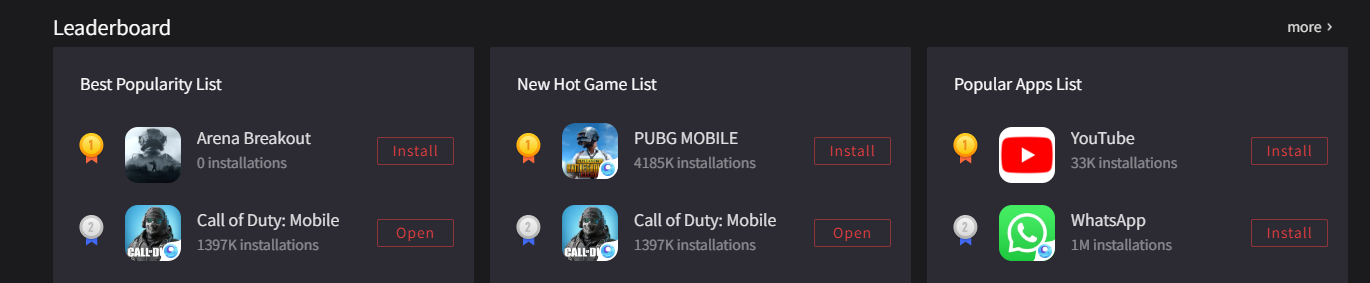 Leaderboard
more >
Best Popularity List
1
Arena Breakout
0 installations
Install
2
Call of Duty: Mobile
1397K installations
Open
New Hot Game List
1
PUBG MOBILE
4185K installations
Install
2
Call of Duty: Mobile
1397K installations
Open
Popular Apps List
1
YouTube
33K installations
Install
2
WhatsApp
1M installations
Install